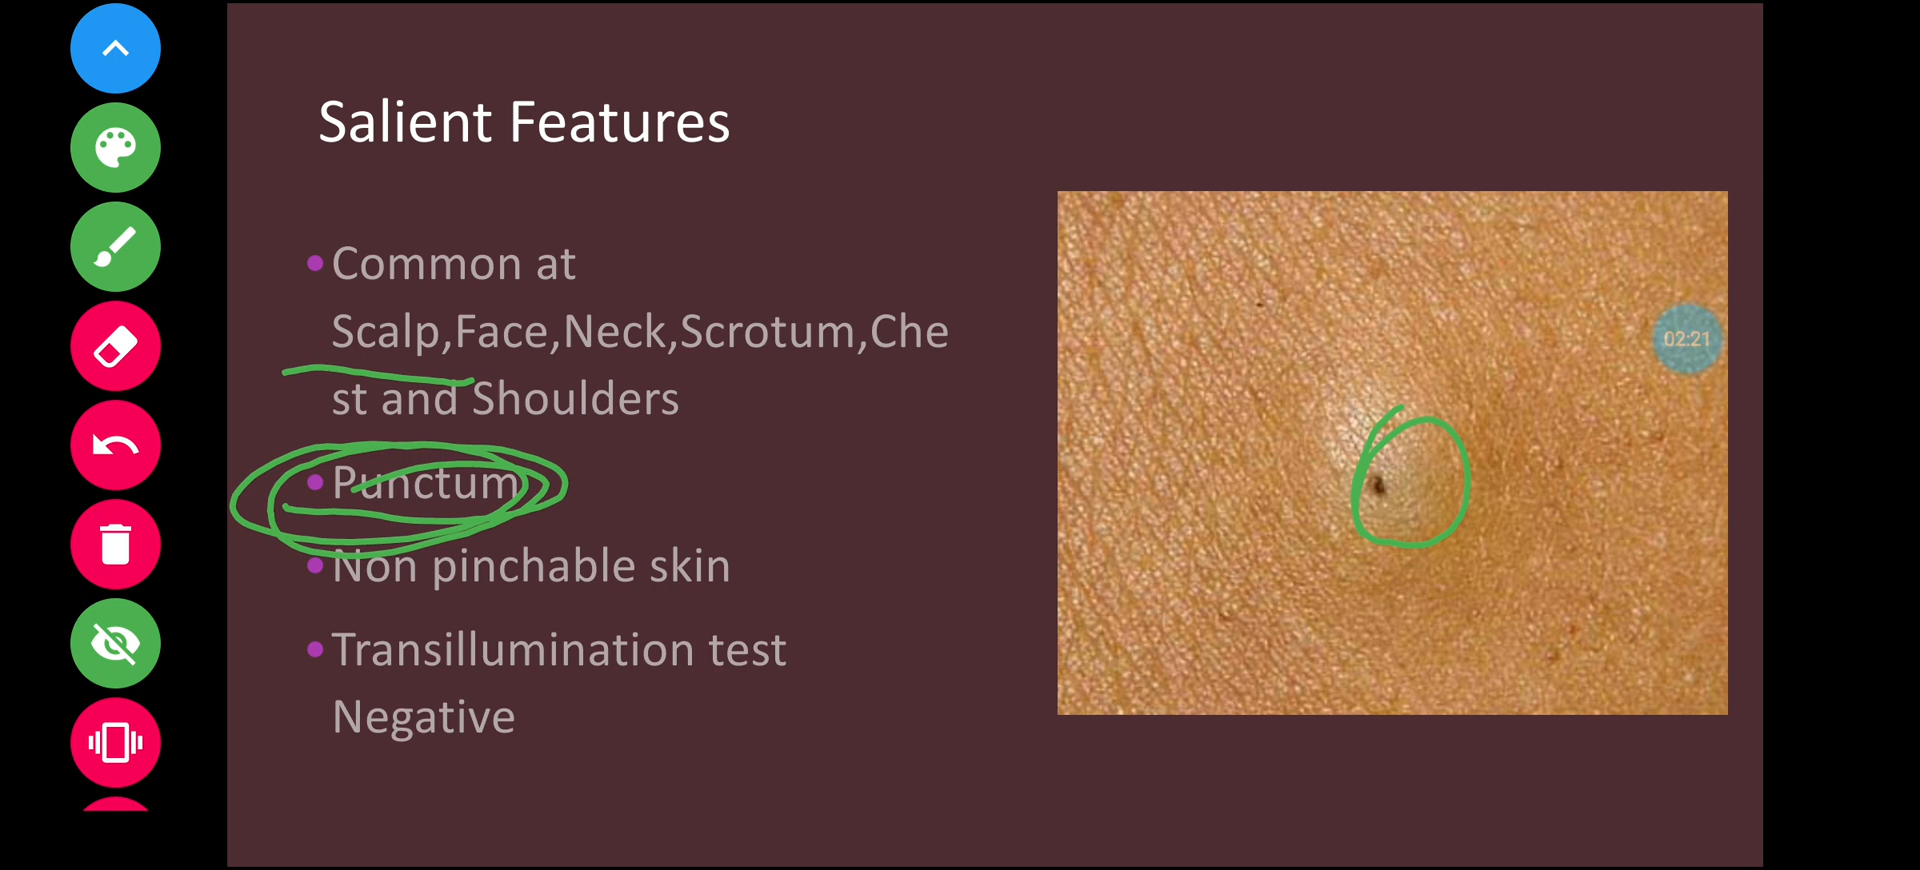 Salient Features
Common at
Scalp,Face,Neck,Scrotum,Che
st and Shoulders
Punctum
Non pinchable skin
Transillumination test
Negative
02:21